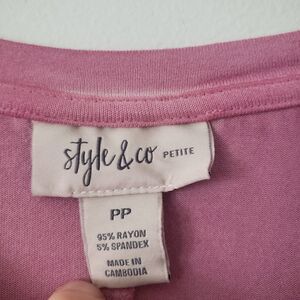 style & co PETITE
PP
95% RAYON
5% SPANDEX
MADE IN
CAMBODIA